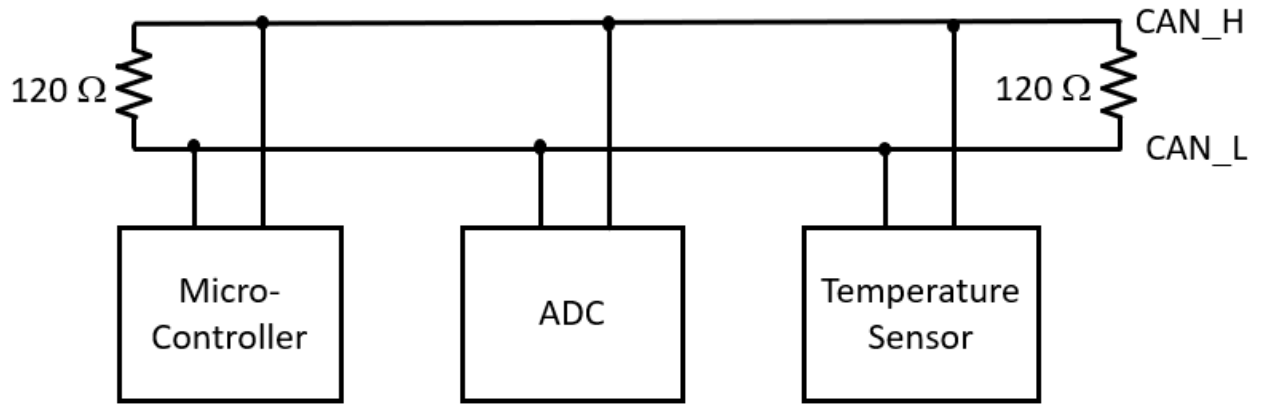 CAN_H
120 Ω
120 Ω
CAN_L
Micro-
Controller
ADC
Temperature
Sensor